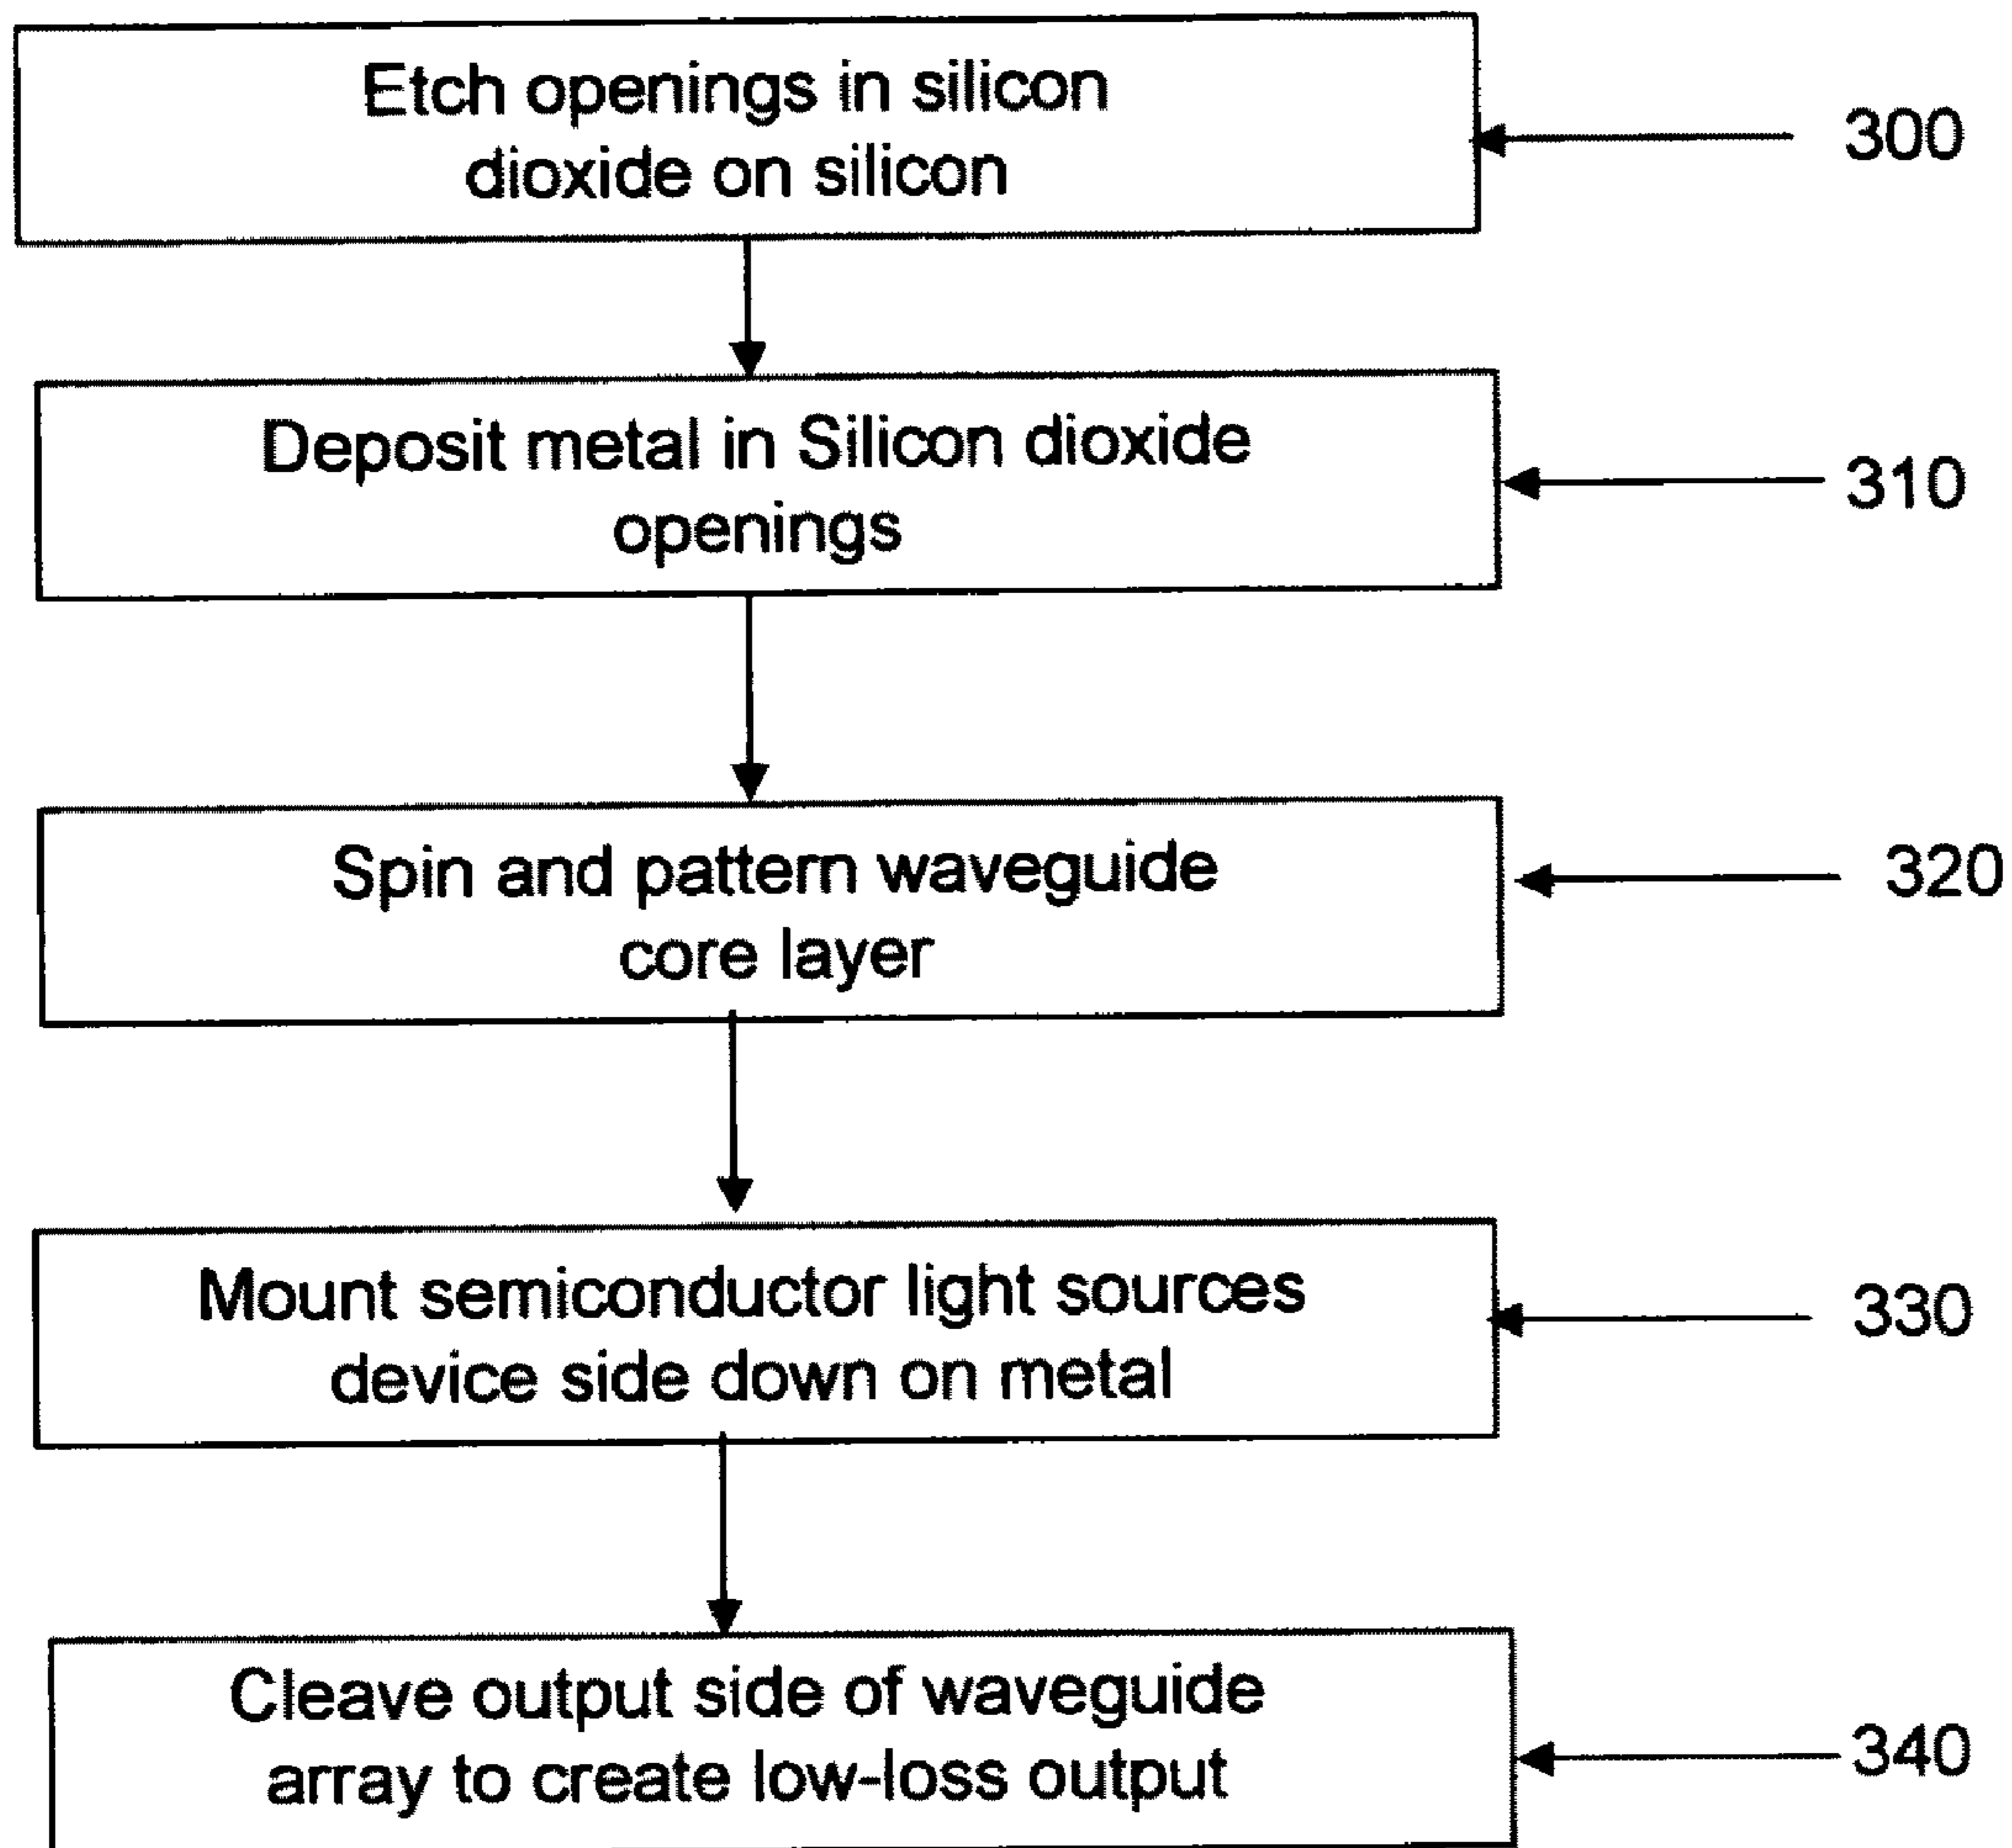 Etch openings in silicon
dioxide on silicon
300
Deposit metal in Silicon dioxide
openings
310
Spin and pattern waveguide
core layer
320
Mount semiconductor light sources
device side down on metal
330
Cleave output side of waveguide
array to create low-loss output
340